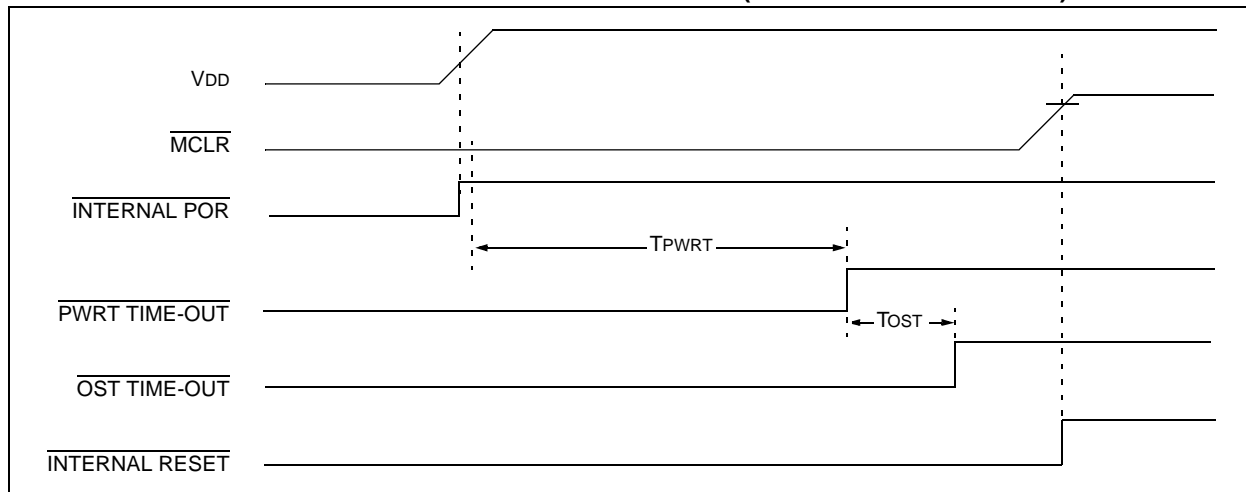 VDD
MCLR
INTERNAL POR
TPWRT
PWRT TIME-OUT
TOST
OST TIME-OUT
INTERNAL RESET